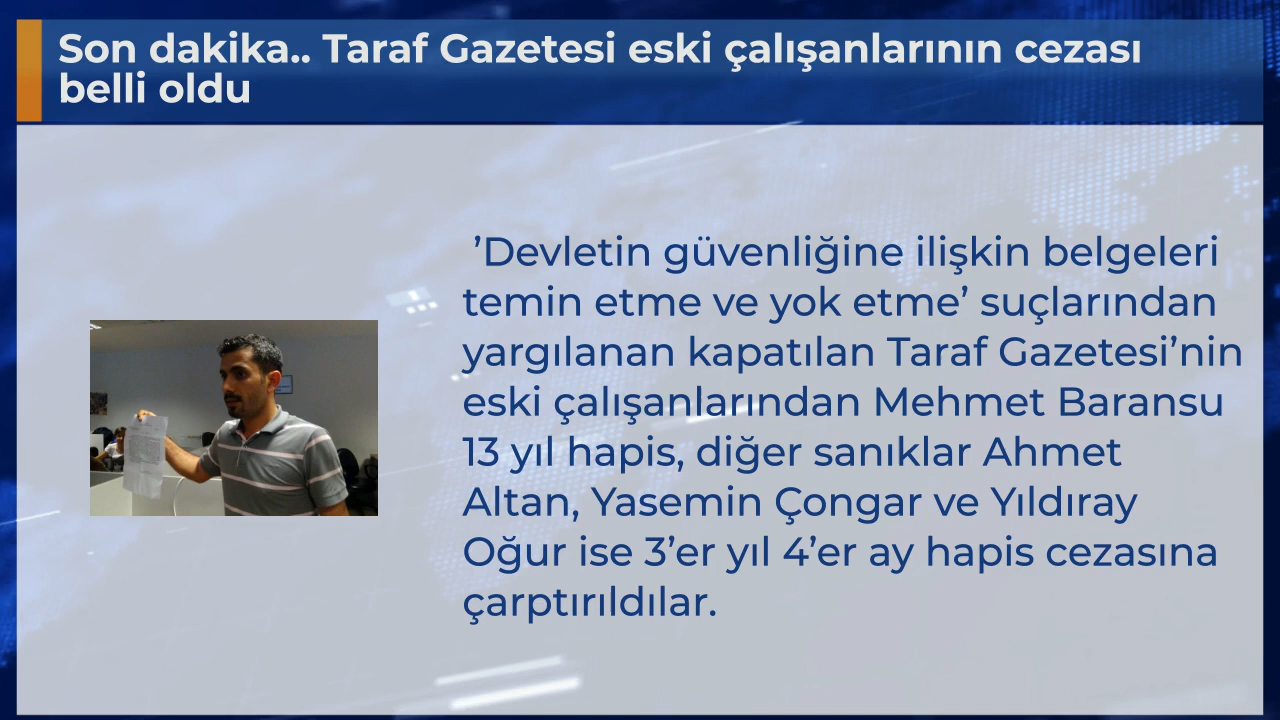 Son dakika.. Taraf Gazetesi eski çalışanlarının cezası
belli oldu
’Devletin güvenliğine ilişkin belgeleri
temin etme ve yok etme’ suçlarından
yargılanan kapatılan Taraf Gazetesi’nin
eski çalışanlarından Mehmet Baransu
13 yıl hapis, diğer sanıklar Ahmet
Altan, Yasemin Çongar ve Yıldıray
Oğur ise 3’er yıl 4’er ay hapis cezasına
çarptırıldılar.